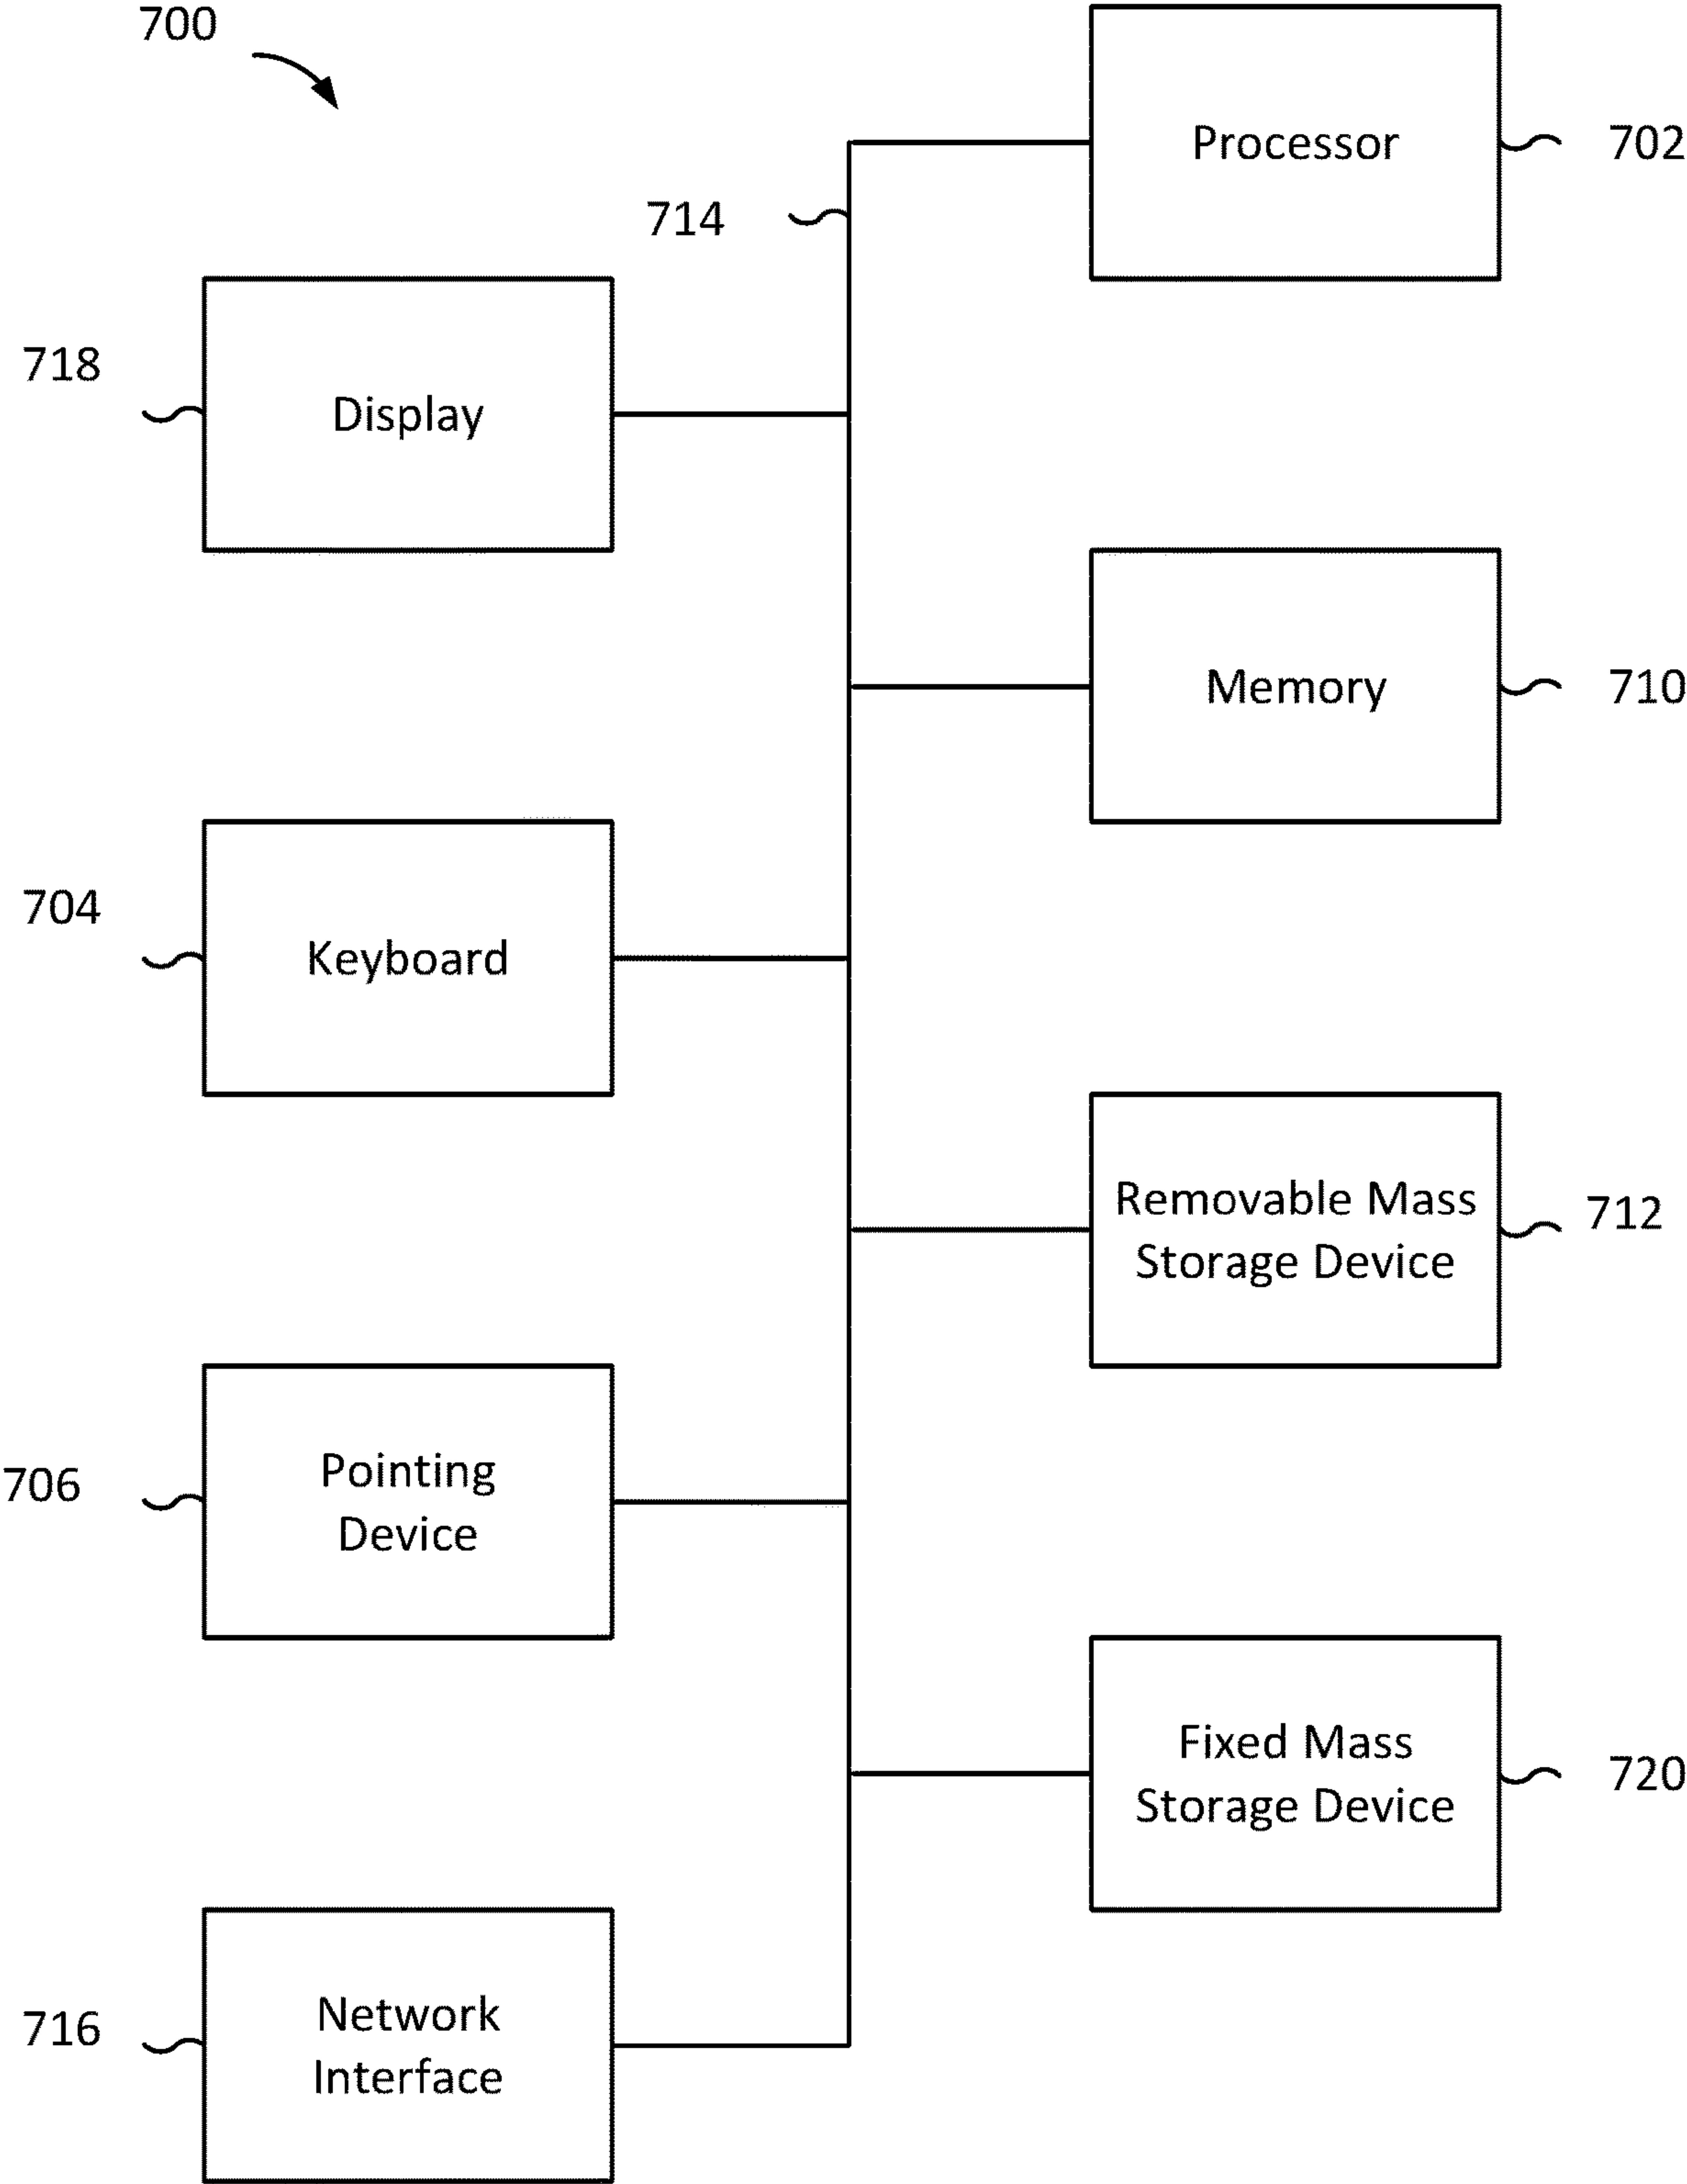 700
Processor
702
714
718
Display
Memory
710
704
Keyboard
Removable Mass
Storage Device
712
706
Pointing
Device
Fixed Mass
Storage Device
720
716
Network
Interface